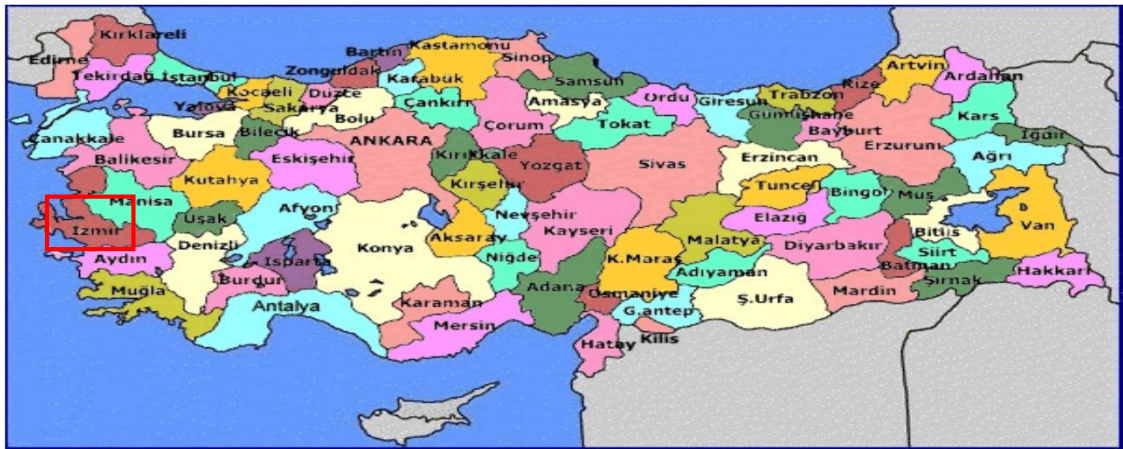 Kırklareli
Edirne
Tekirdağ
İstanbul
Kocaeli
Yalova
Sakarya
Düzce
Zonguldak
Bartın
Karabük
Kastamonu
Sinop
Samsun
Çankırı
Bolu
Çanakkale
Bursa
Bilecik
Balikesir
Eskişehir
ANKARA
Çorum
Amasya
Tokat
Ordu
Giresun
Trabzon
Rize
Artvin
Ardahan
Gümüşhane
Bayburt
Kars
Iğdır
Erzurum
Erzincan
Ağrı
Kırıkkale
Yozgat
Sivas
Kutahya
Manisa
Uşak
Afyon
Kırşehir
Nevşehir
Kayseri
Tunceli
Bingöl
Muş
Elazığ
Malatya
Bitlis
Van
İzmir
Aydın
Denizli
Isparta
Burdur
Konya
Aksaray
Niğde
K.Maraş
Adıyaman
Diyarbakır
Batman
Siirt
Şırnak
Hakkari
Muğla
Antalya
Karaman
Mersin
Adana
Osmaniye
G.antep
Ş.Urfa
Mardin
Hatay
Kilis